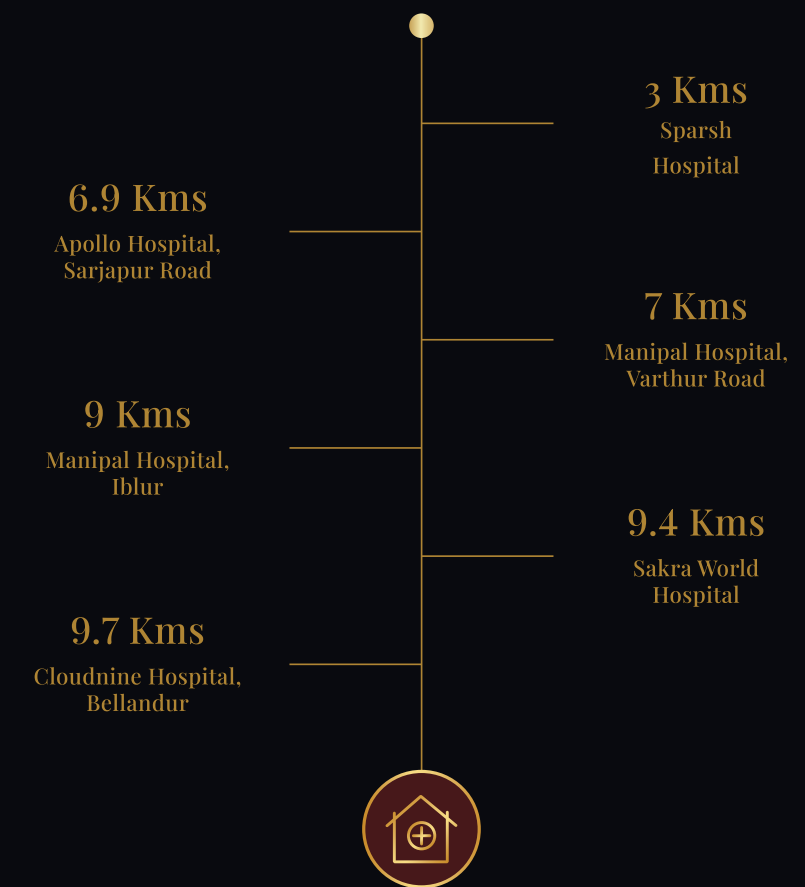 3 Kms
Sparsh
Hospital
6.9 Kms
Apollo Hospital,
Sarjapur Road
7 Kms
Manipal Hospital,
Varthur Road
9 Kms
Manipal Hospital,
Iblur
9.4 Kms
Sakra World
Hospital
9.7 Kms
Cloudnine Hospital,
Bellandur